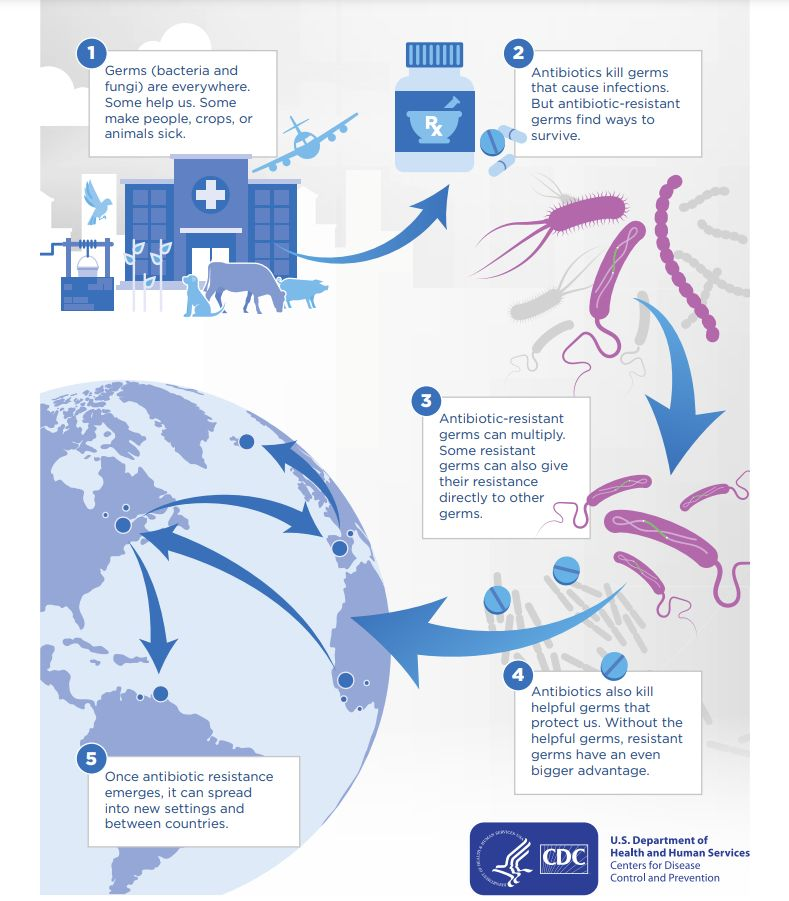 1
Germs (bacteria and
fungi) are everywhere.
Some help us. Some
make people, crops, or
animals sick.
Rx
2
Antibiotics kill germs
that cause infections.
But antibiotic-resistant
germs find ways to
survive.
3
Antibiotic-resistant
germs can multiply.
Some resistant
germs can also give
their resistance
directly to other
germs.
4
Antibiotics also kill
helpful germs that
protect us. Without the
helpful germs, resistant
germs have an even
bigger advantage.
5
Once antibiotic resistance
emerges, it can spread
into new settings and
between countries.
CDC
U.S. Department of
Health and Human Services
Centers for Disease
Control and Prevention